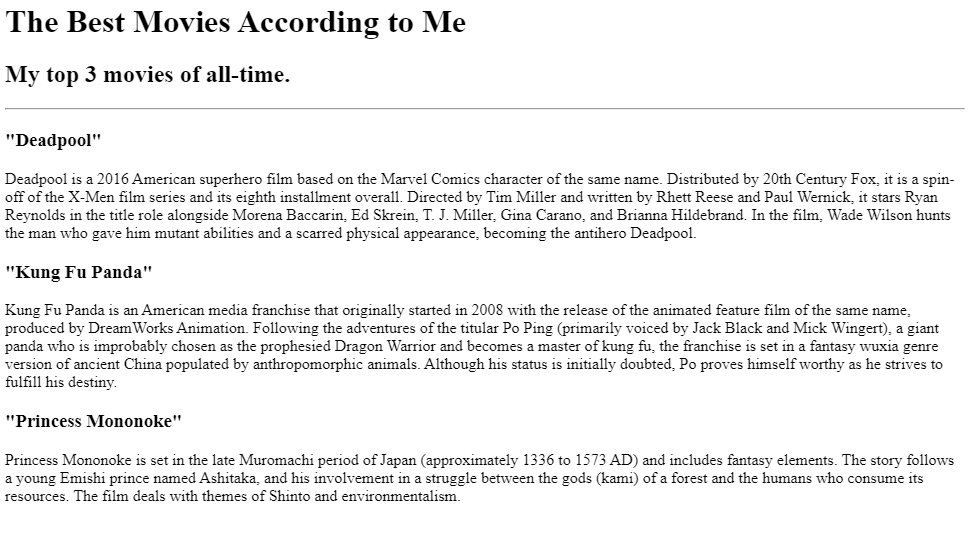 The Best Movies According to Me
My top 3 movies of all-time.
"Deadpool"
Deadpool is a 2016 American superhero film based on the Marvel Comics character of the same name. Distributed by 20th Century Fox, it is a spin-
off of the X-Men film series and its eighth installment overall. Directed by Tim Miller and written by Rhett Reese and Paul Wernick, it stars Ryan
Reynolds in the title role alongside Morena Baccarin, Ed Skrein, T. J. Miller, Gina Carano, and Brianna Hildebrand. In the film, Wade Wilson hunts
the man who gave him mutant abilities and a scarred physical appearance, becoming the antihero Deadpool.
"Kung Fu Panda"
Kung Fu Panda is an American media franchise that originally started in 2008 with the release of the animated feature film of the same name,
produced by DreamWorks Animation. Following the adventures of the titular Po Ping (primarily voiced by Jack Black and Mick Wingert), a giant
panda who is improbably chosen as the prophesied Dragon Warrior and becomes a master of kung fu, the franchise is set in a fantasy wuxia genre
version of ancient China populated by anthropomorphic animals. Although his status is initially doubted, Po proves himself worthy as he strives to
fulfill his destiny.
"Princess Mononoke"
Princess Mononoke is set in the late Muromachi period of Japan (approximately 1336 to 1573 AD) and includes fantasy elements. The story follows
a young Emishi prince named Ashitaka, and his involvement in a struggle between the gods (kami) of a forest and the humans who consume its
resources. The film deals with themes of Shinto and environmentalism.